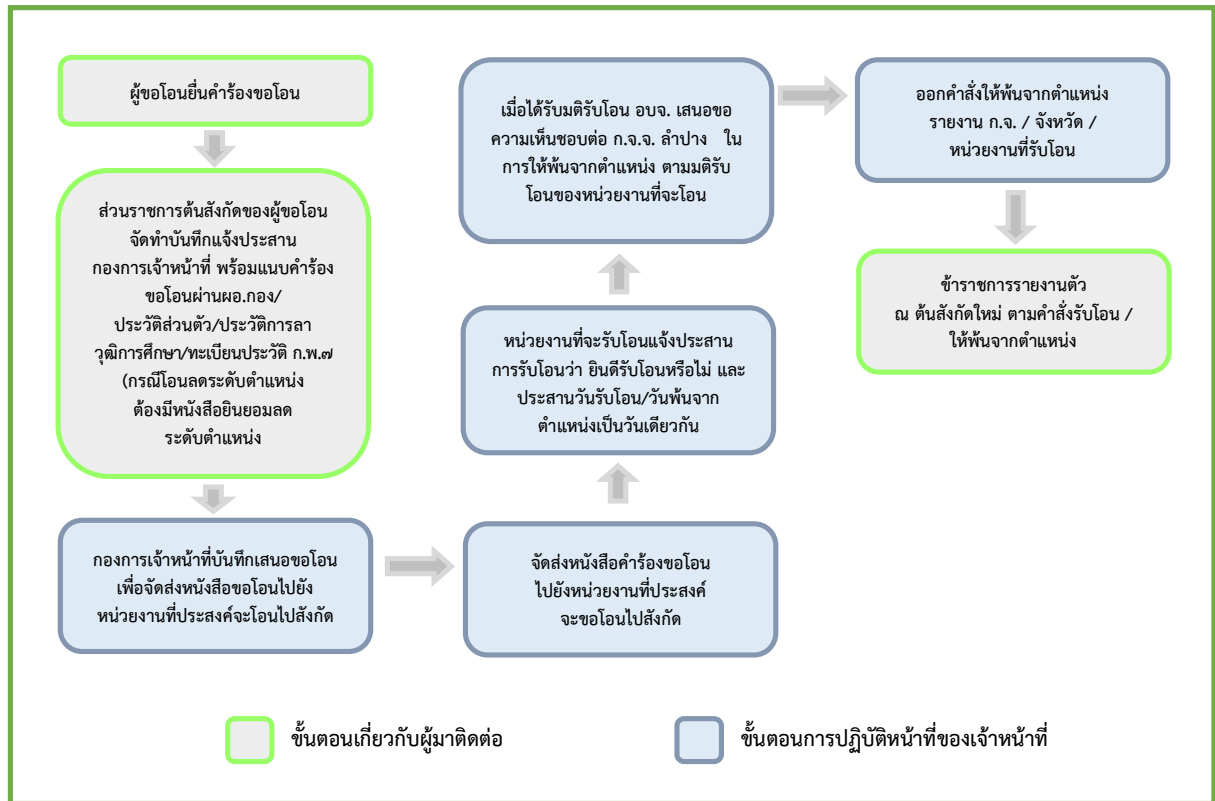 ผู้ขอโอนยื่นคำร้องขอโอน
ส่วนราชการต้นสังกัดของผู้ขอโอน
จัดทำบันทึกแจ้งประสาน
กองการเจ้าหน้าที่ พร้อมแนบคำร้อง
ขอโอนผ่านผอ.กอง/
ประวัติส่วนตัว/ประวัติการลา
วุฒิการศึกษา/ทะเบียนประวัติ ก.พ.๗
(กรณีโอนลดระดับตำแหน่ง
ต้องมีหนังสือยินยอมลด
ระดับตำแหน่ง
กองการเจ้าหน้าที่บันทึกเสนอขอโอน
เพื่อจัดส่งหนังสือขอโอนไปยัง
หน่วยงานที่ประสงค์จะโอนไปสังกัด
จัดส่งหนังสือคำร้องขอโอน
ไปยังหน่วยงานที่ประสงค์
จะขอโอนไปสังกัด
หน่วยงานที่จะรับโอนแจ้งประสาน
การรับโอนว่า ยินดีรับโอนหรือไม่ และ
ประสานวันรับโอน/วันพ้นจาก
ตำแหน่งเป็นวันเดียวกัน
เมื่อได้รับมติรับโอน อบจ. เสนอขอ
ความเห็นชอบต่อ ก.จ.จ. ลำปาง ใน
การให้พ้นจากตำแหน่ง ตามมติรับ
โอนของหน่วยงานที่จะโอน
ออกคำสั่งให้พ้นจากตำแหน่ง
รายงาน ก.จ. / จังหวัด /
หน่วยงานที่รับโอน
ข้าราชการรายงานตัว
ณ ต้นสังกัดใหม่ ตามคำสั่งรับโอน /
ให้พ้นจากตำแหน่ง
ขั้นตอนเกี่ยวกับผู้มาติดต่อ
ขั้นตอนการปฏิบัติหน้าที่ของเจ้าหน้าที่